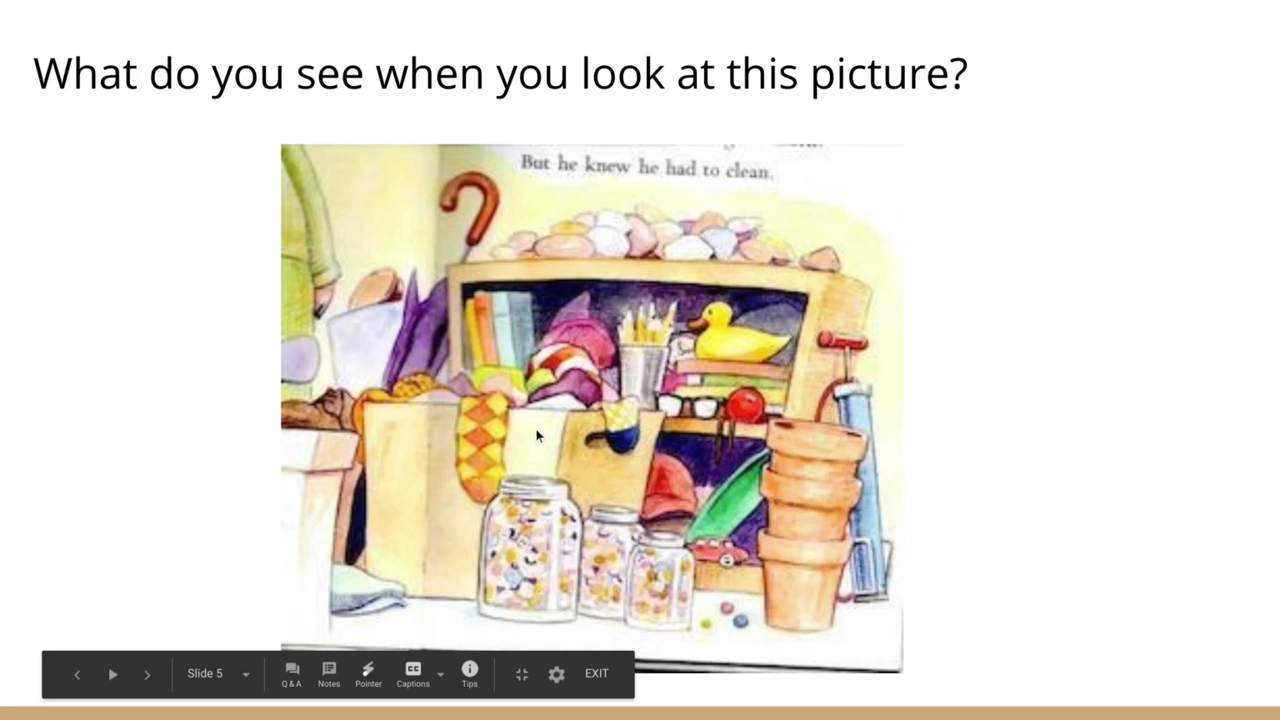 What do you see when you look at this picture?
But he knew he had to clean.
Slide 5
Q & A
Notes
Pointer
CC
Captions
Tips
EXIT